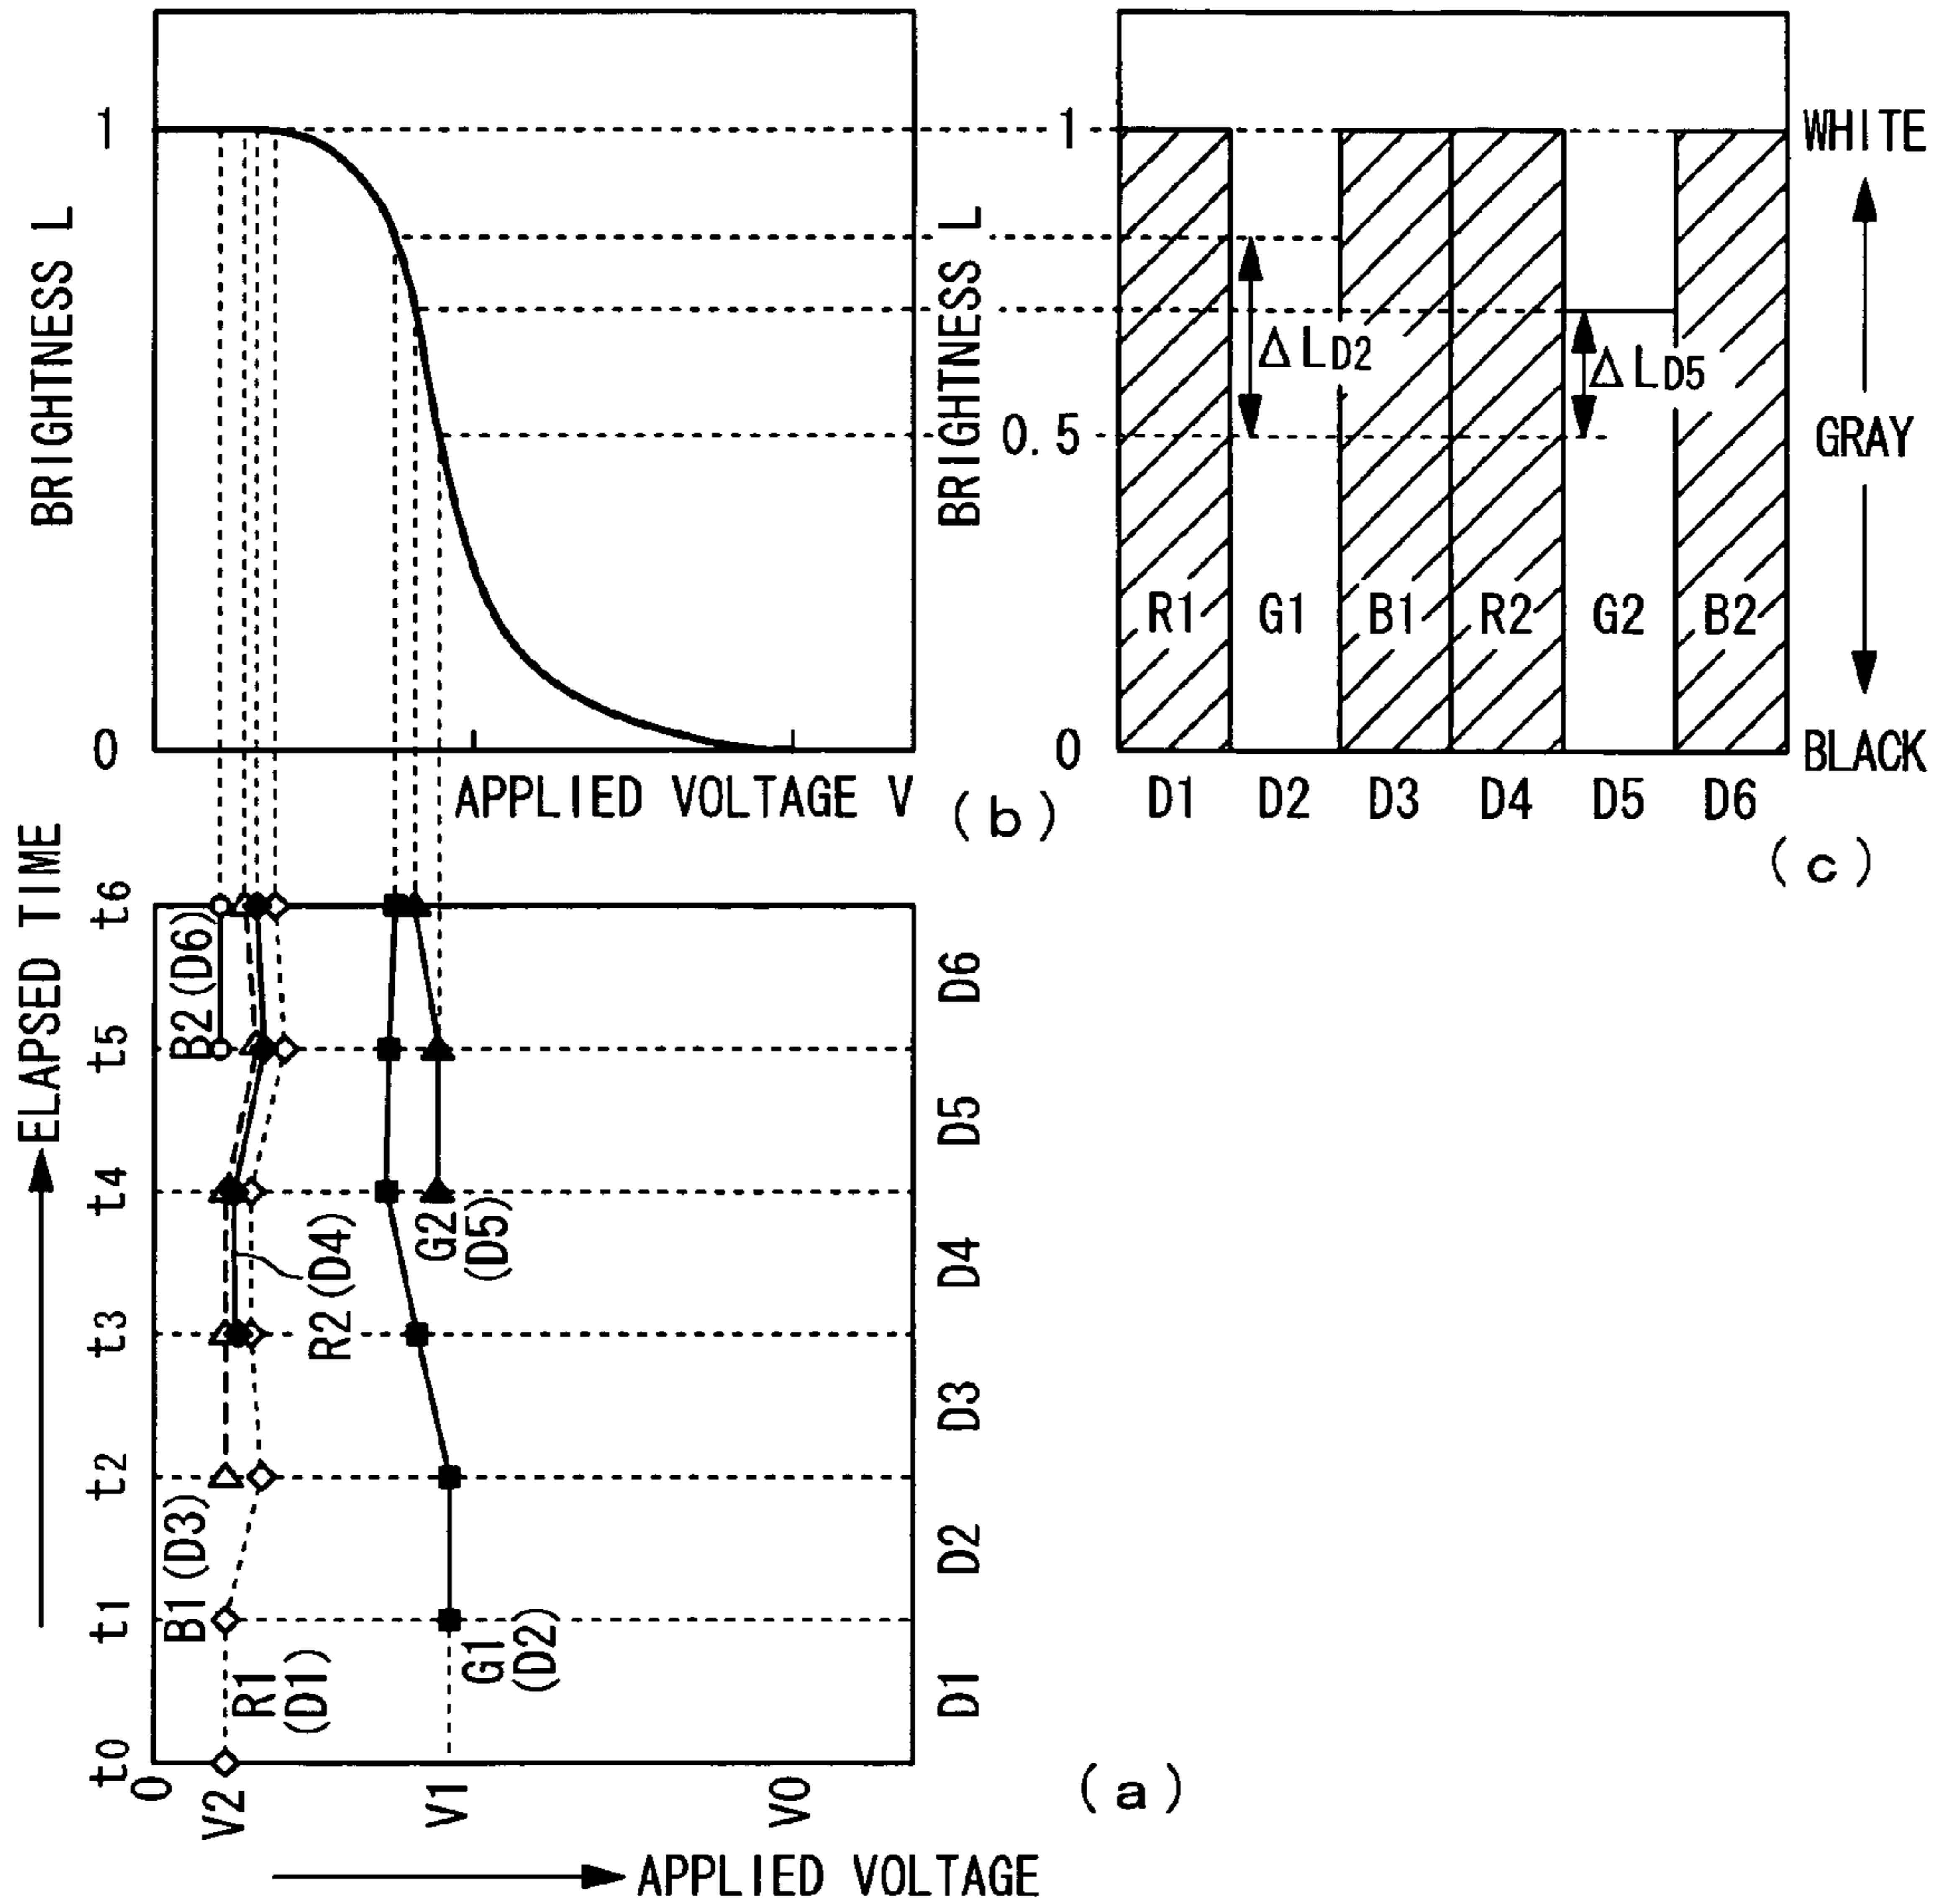 1
BRIGHTNESS L
0
APPLIED VOLTAGE V
(b)
1
BRIGHTNESS L
0.5
0
ΔLD2
ΔLD5
R1 G1 B1 R2 G2 B2
D1 D2 D3 D4 D5 D6
WHITE
GRAY
BLACK
(c)
ELAPSED TIME
t6
t5
t4
t3
t2
t1
t0
B2(D6)
R2(D4)
G2
(D5)
B1(D3)
R1
(D1)
G1
(D2)
D6
D5
D4
D3
D2
D1
0 V2 V1 V0
(a)
APPLIED VOLTAGE